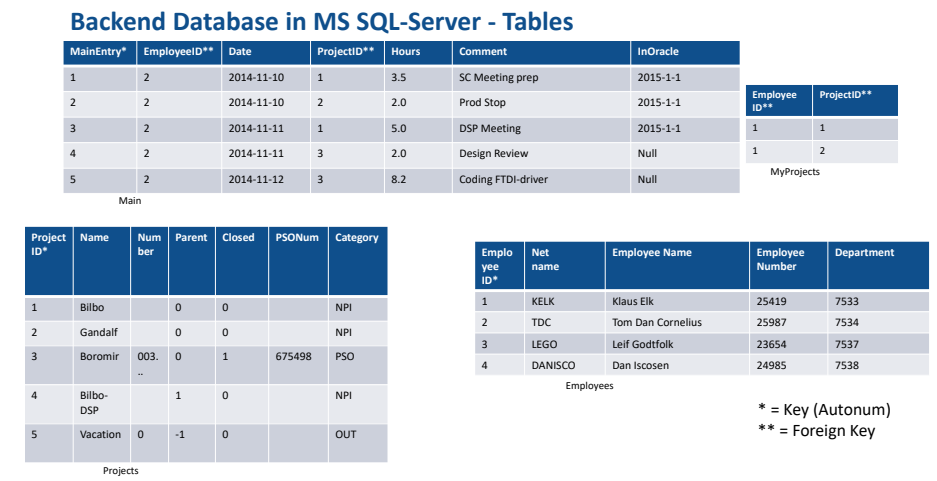 Backend Database in MS SQL-Server - Tables
MainEntry* EmployeeID** Date ProjectID** Hours Comment InOracle
1 2 2014-11-10 1 3.5 SC Meeting prep 2015-1-1
2 2 2014-11-10 2 2.0 Prod Stop 2015-1-1
3 2 2014-11-11 1 5.0 DSP Meeting 2015-1-1
4 2 2014-11-11 3 2.0 Design Review Null
5 2 2014-11-12 3 8.2 Coding FTDI-driver Null
Main
Employee ProjectID**
ID**
1 1
1 2
MyProjects
Project Name Num Parent Closed PSONum Category
ID* ber
1 Bilbo 0 0 NPI
2 Gandalf 0 0 NPI
3 Boromir 003. 0 1 675498 PSO
..
4 Bilbo- 1 0 NPI
DSP
5 Vacation 0 -1 0 OUT
Projects
Emplo Net Employee Name Employee Department
yee name Number
ID*
1 KELK Klaus Elk 25419 7533
2 TDC Tom Dan Cornelius 25987 7534
3 LEGO Leif Godtfolk 23654 7537
4 DANISCO Dan Iscosen 24985 7538
Employees
* = Key (Autonum)
** = Foreign Key